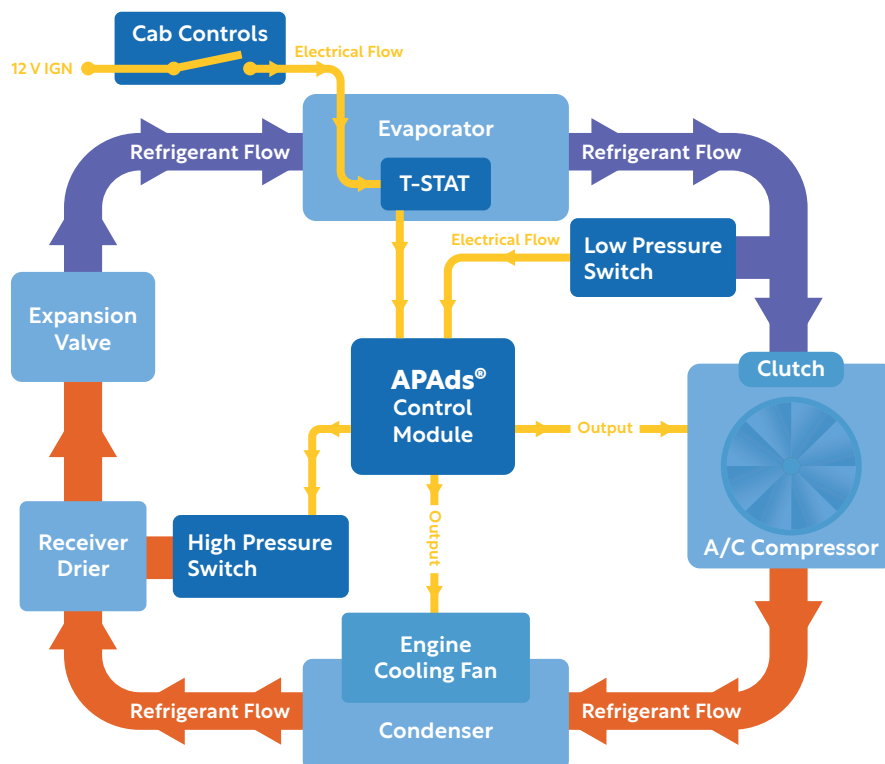 Cab Controls
12 V IGN
Electrical Flow
Evaporator
Refrigerant Flow
Refrigerant Flow
T-STAT
Electrical Flow
Low Pressure
Switch
Expansion
Valve
APAds®
Control
Module
Clutch
Output
Receiver
Drier
High Pressure
Switch
Output
A/C Compressor
Engine
Cooling Fan
Refrigerant Flow
Refrigerant Flow
Condenser